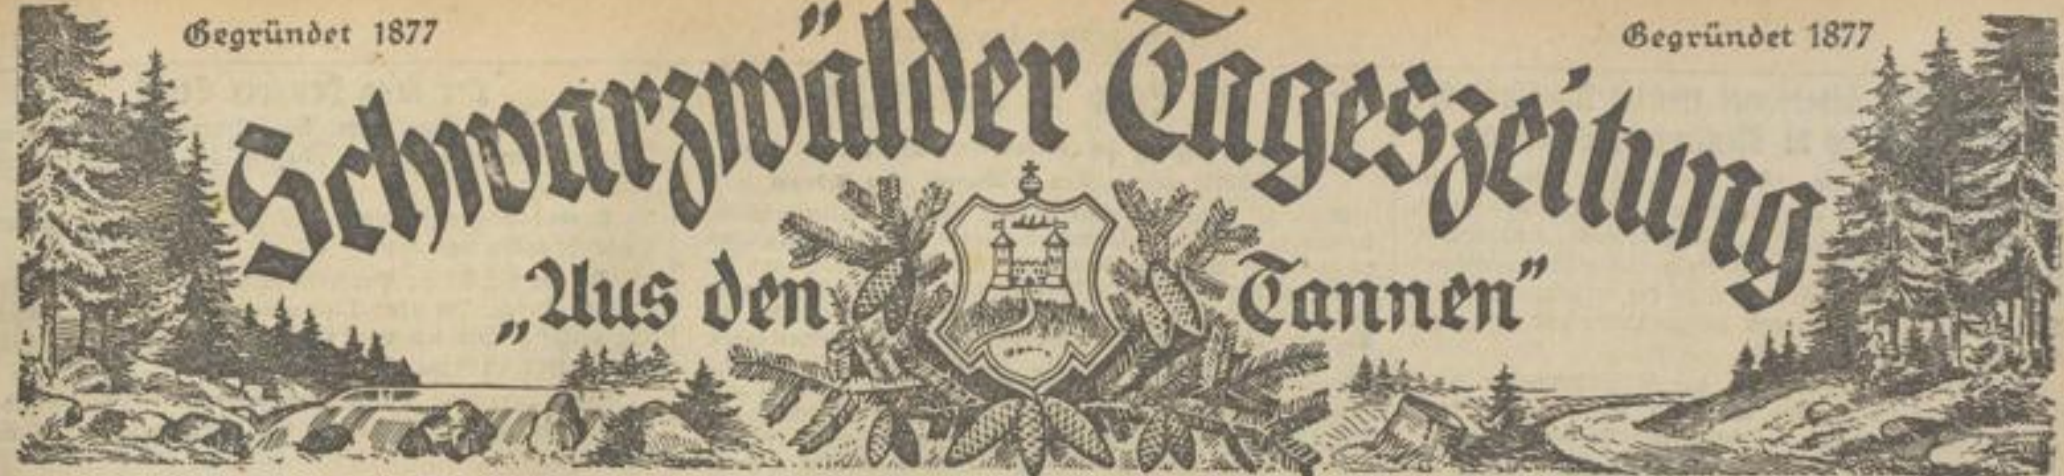 Gegründet 1877
Gegründet 1877
Schwarzwälder Tageszeitung
„Aus den Tannen“